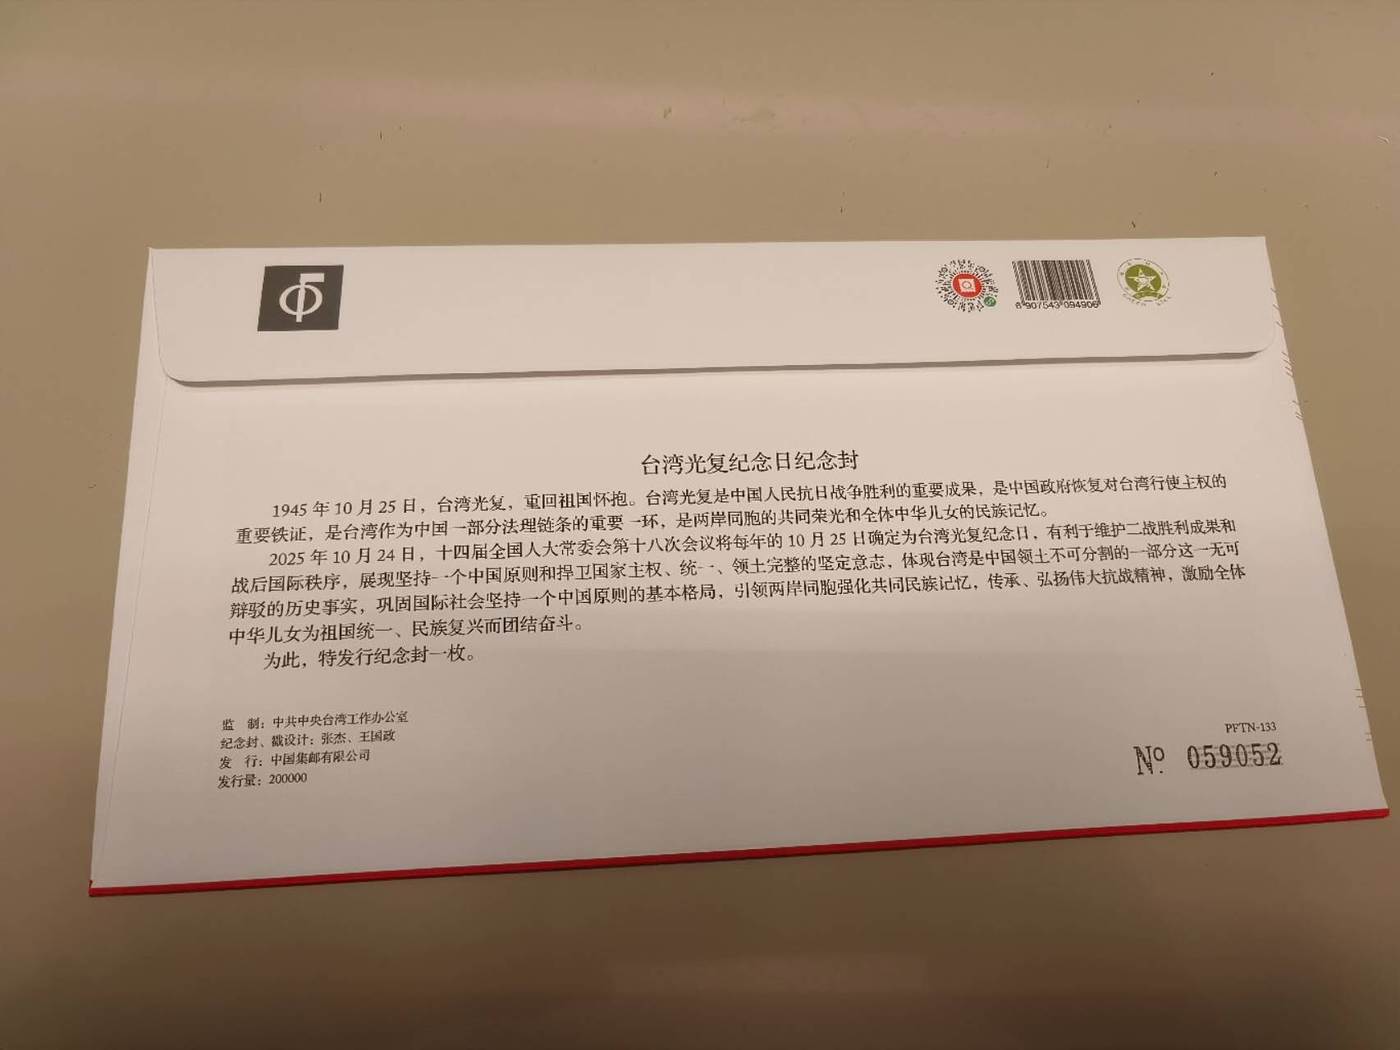 6 907543 094906
台湾光复纪念日纪念封
1945 年 10 月 25 日，台湾光复，重回祖国怀抱。台湾光复是中国人民抗日战争胜利的重要成果，是中国政府恢复对台湾行使主权的
重要铁证，是台湾作为中国一部分法理链条的重要一环，是两岸同胞的共同荣光和全体中华儿女的民族记忆。
2025 年 10 月 24 日，十四届全国人大常委会第十八次会议将每年的 10 月 25 日确定为台湾光复纪念日，有利于维护二战胜利成果和
战后国际秩序，展现坚持一个中国原则和捍卫国家主权、统一、领土完整的坚定意志，体现台湾是中国领土不可分割的一部分这一无可
辩驳的历史事实，巩固国际社会坚持一个中国原则的基本格局，引领两岸同胞强化共同民族记忆，传承、弘扬伟大抗战精神，激励全体
中华儿女为祖国统一、民族复兴而团结奋斗。
为此，特发行纪念封一枚。
监　制：中共中央台湾工作办公室
纪念封、戳设计：张杰、王国政
发　行：中国集邮有限公司
发行量：200000
PFTN-133
Nº 059052